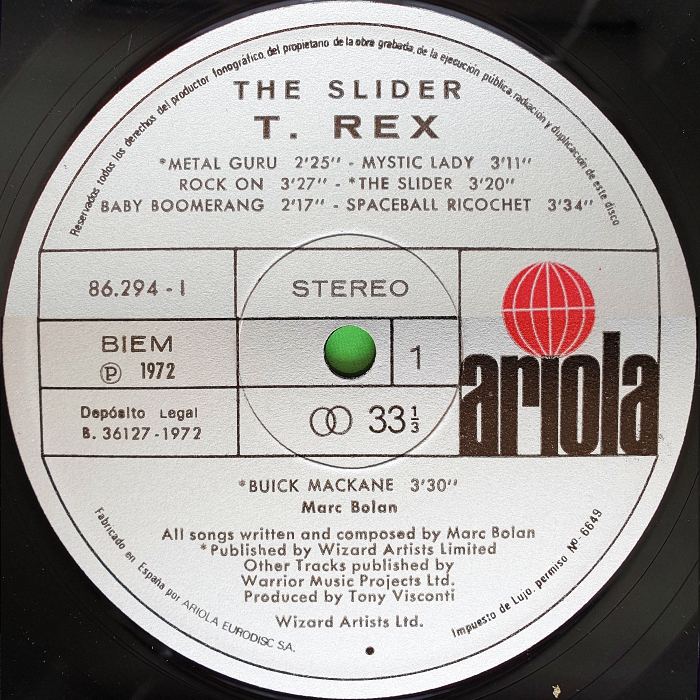 Reservados todos los derechos del productor fonográfico, del propietario de la obra grabada, de la ejecución pública radiación y duplicación de este disco
THE SLIDER
T. REX
*METAL GURU 2'25'' - MYSTIC LADY 3'11''
ROCK ON 3'27'' - *THE SLIDER 3'20''
BABY BOOMERANG 2'17'' - SPACEBALL RICOCHET 3'34''
86.294 - I
STEREO
BIEM
Ⓟ 1972
1
ariola
Depósito Legal
B. 36127-1972
33 1/3
*BUICK MACKANE 3'30''
Marc Bolan
All songs written and composed by Marc Bolan
*Published by Wizard Artists Limited
Other Tracks published by
Warrior Music Projects Ltd.
Produced by Tony Visconti
Wizard Artists Ltd.
Fabricado en España por ARIOLA EURODISC S.A.
Impuesto de Lujo, permiso Nº 6649